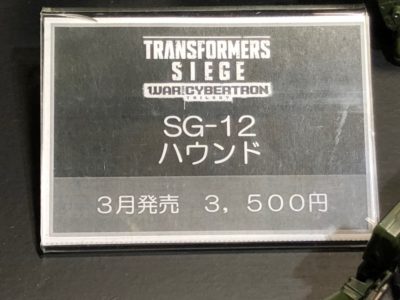 TRANSFORMERS
SIEGE
WAR FOR CYBERTRON
TRILOGY
SG-12
ハウンド
3月発売 3,500円